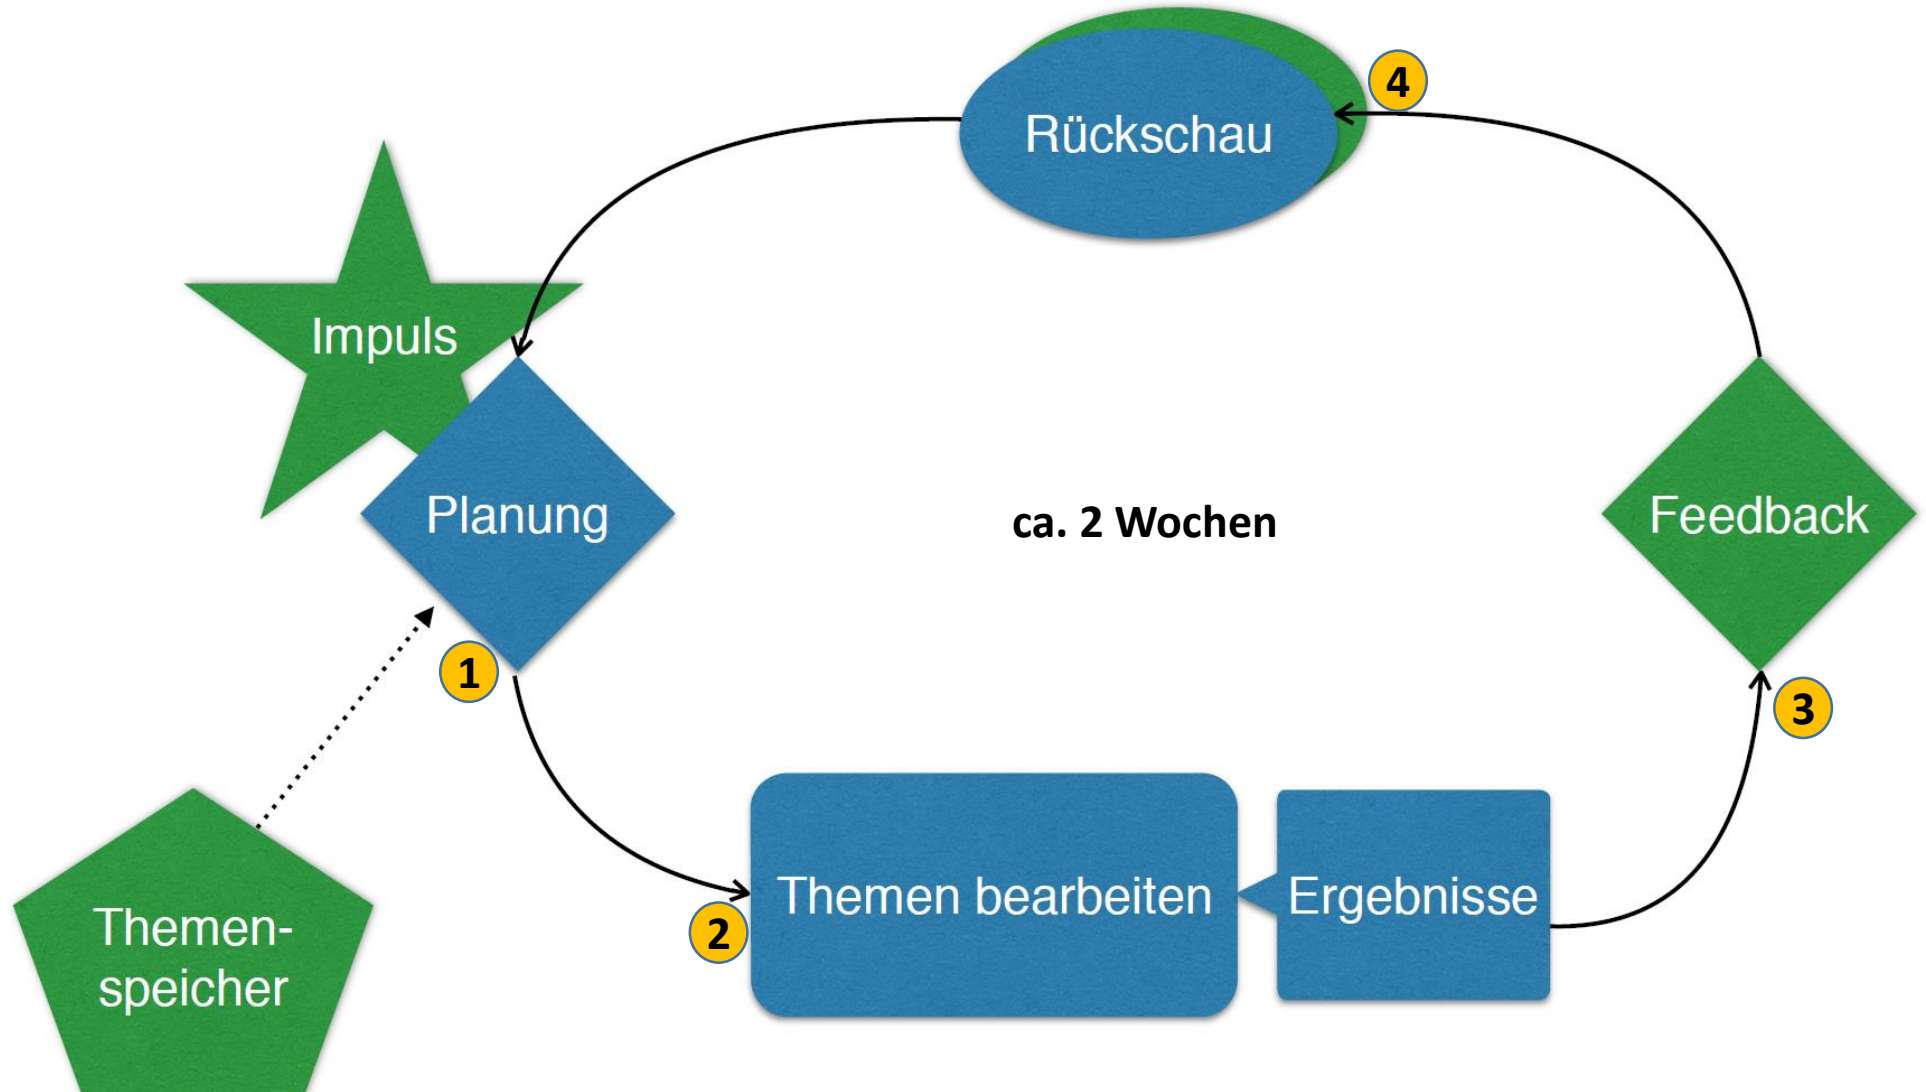 4
Rückschau
Impuls
Planung
ca. 2 Wochen
Feedback
1
3
Themen bearbeiten
Ergebnisse
2
Themen-
speicher